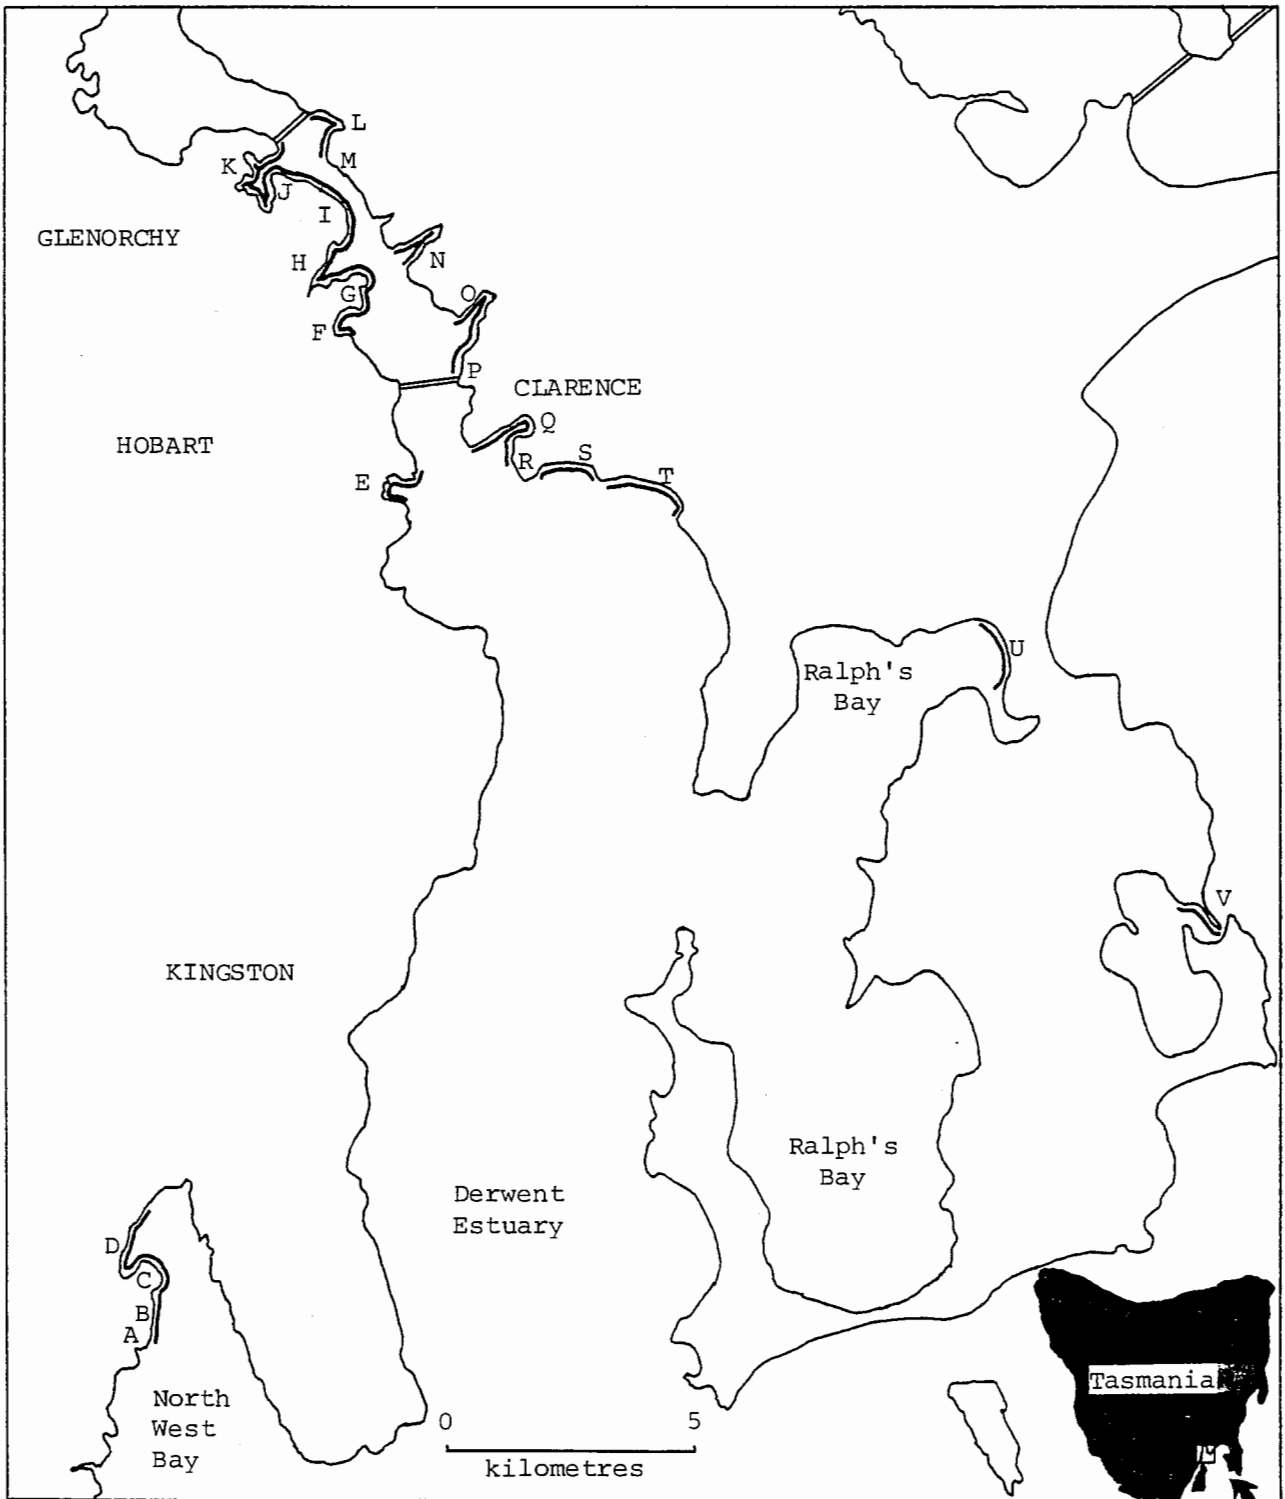 L
K
M
J
I
GLENORCHY
H
N
G
O
F
P
CLARENCE
Q
HOBART
R
S
E
T
U
Ralph's
Bay
V
KINGSTON
Ralph's
Bay
Derwent
Estuary
D
C
B
A
Tasmania
North
West
Bay
0 5
kilometres